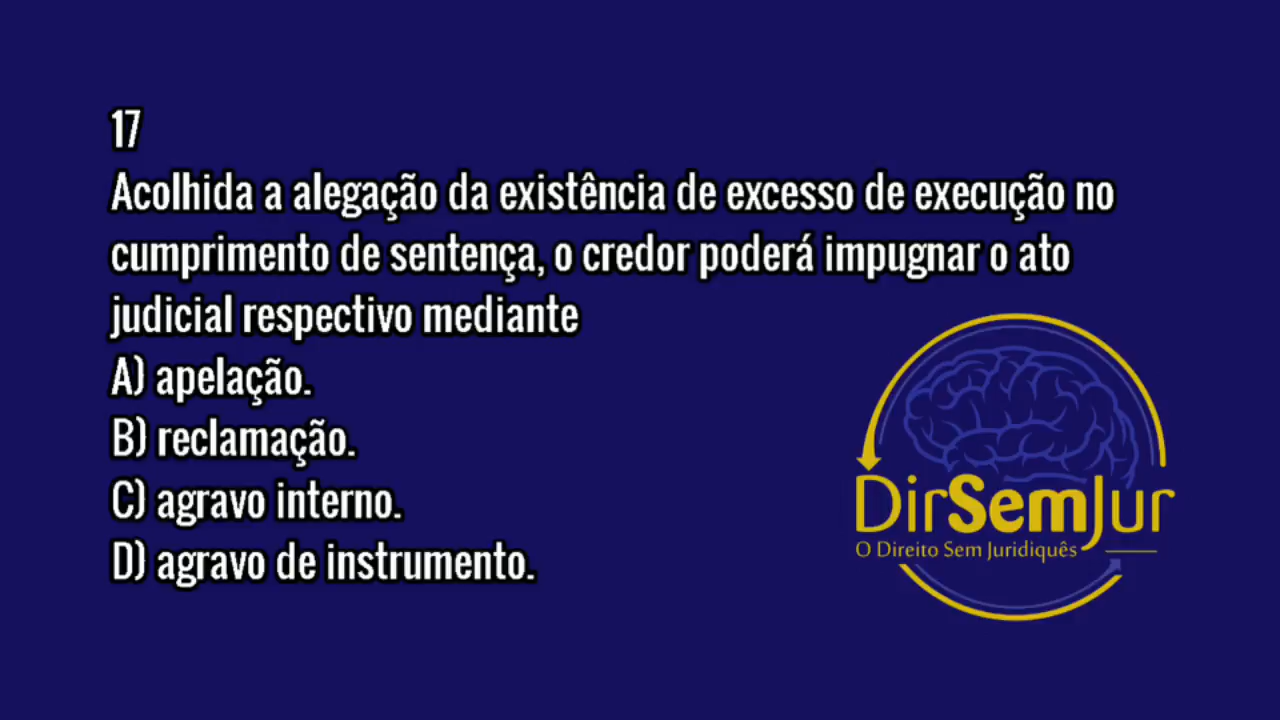 17
Acolhida a alegação da existência de excesso de execução no
cumprimento de sentença, o credor poderá impugnar o ato
judicial respectivo mediante
A) apelação.
B) reclamação.
C) agravo interno.
D) agravo de instrumento.
DirSemJur
O Direito Sem Juridiquês